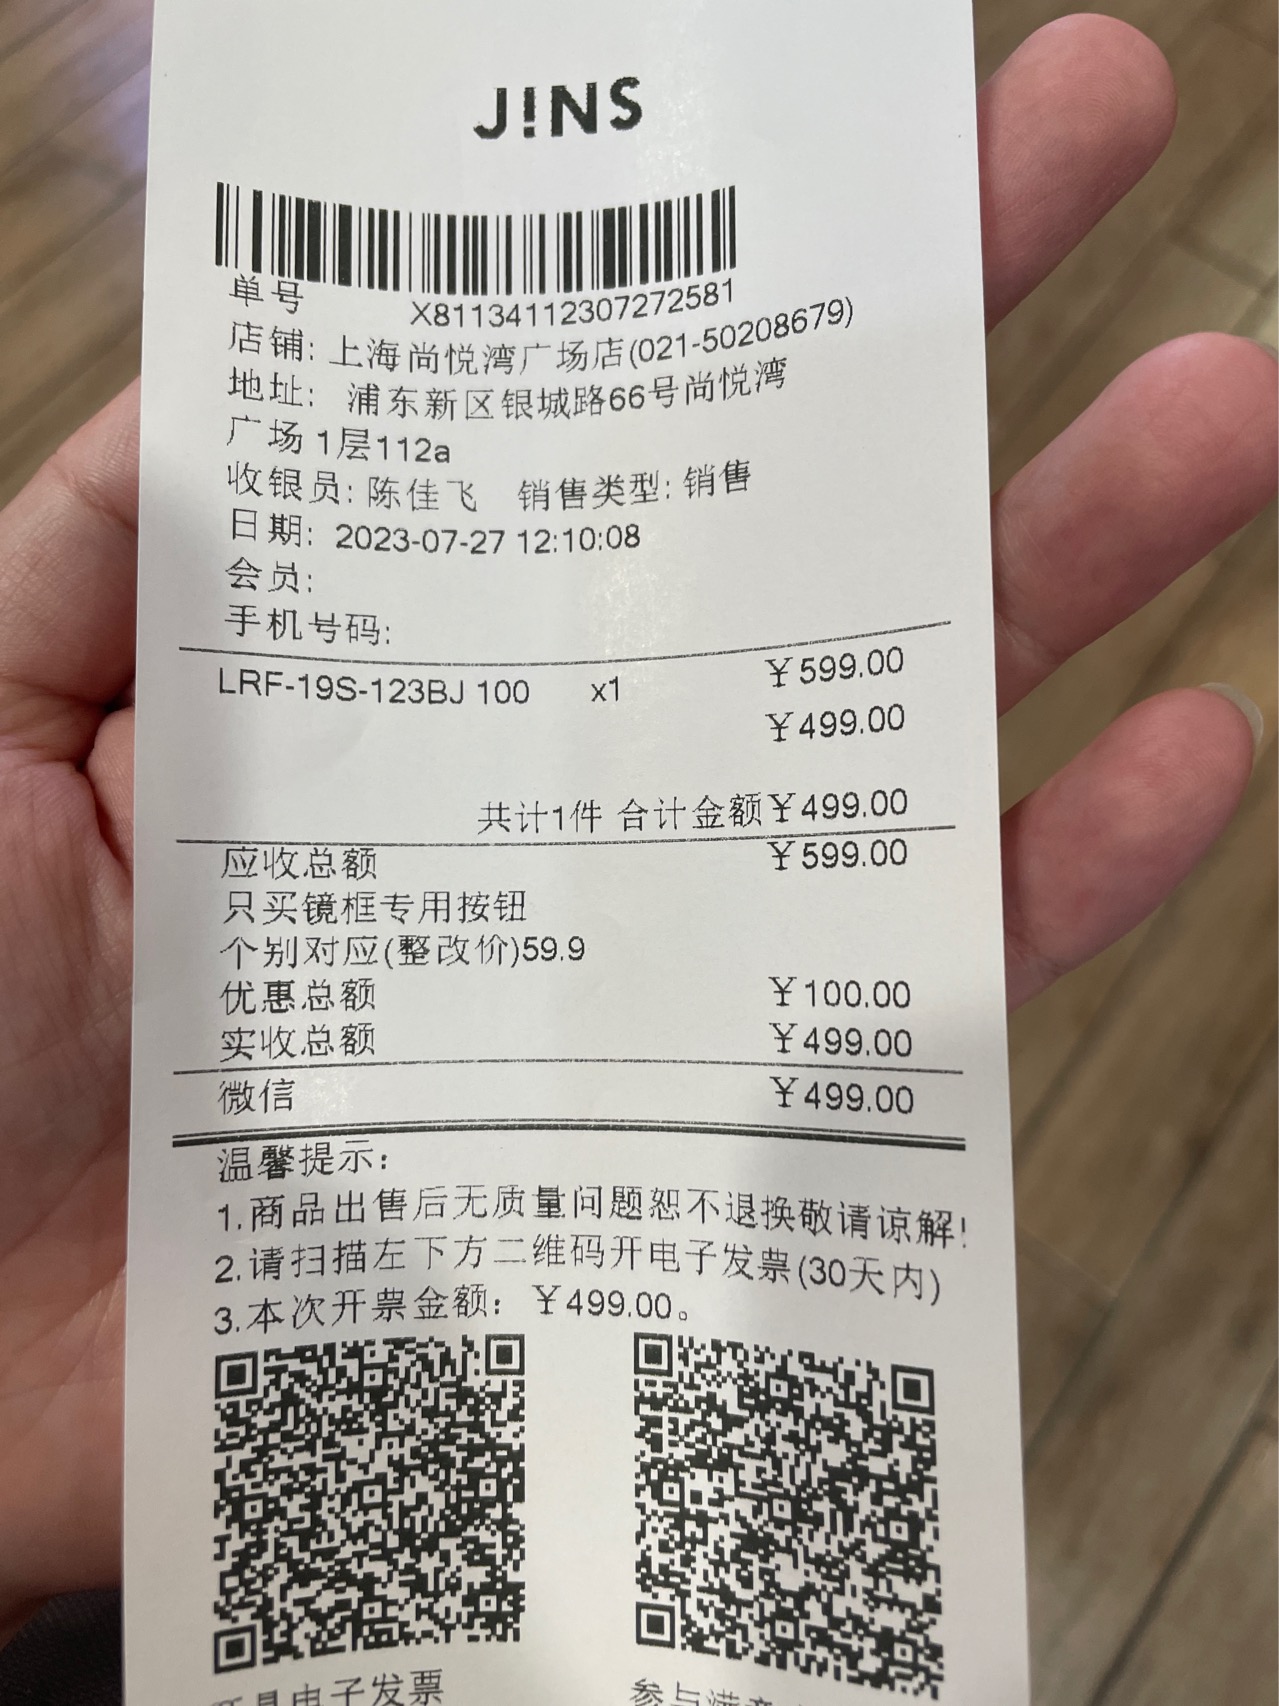 J!NS
单号 X81134112307272581
店铺: 上海尚悦湾广场店(021-50208679)
地址: 浦东新区银城路66号尚悦湾
广场 1层112a
收银员: 陈佳飞 销售类型: 销售
日期: 2023-07-27 12:10:08
会员:
手机号码:
LRF-19S-123BJ 100 x1 ¥599.00
¥499.00
共计1件 合计金额¥499.00
应收总额 ¥599.00
只买镜框专用按钮
个别对应(整改价)59.9
优惠总额 ¥100.00
实收总额 ¥499.00
微信 ¥499.00
温馨提示:
1.商品出售后无质量问题恕不退换敬请谅解!
2.请扫描左下方二维码开电子发票(30天内)
3.本次开票金额: ¥499.00。
电子发票
参与满意